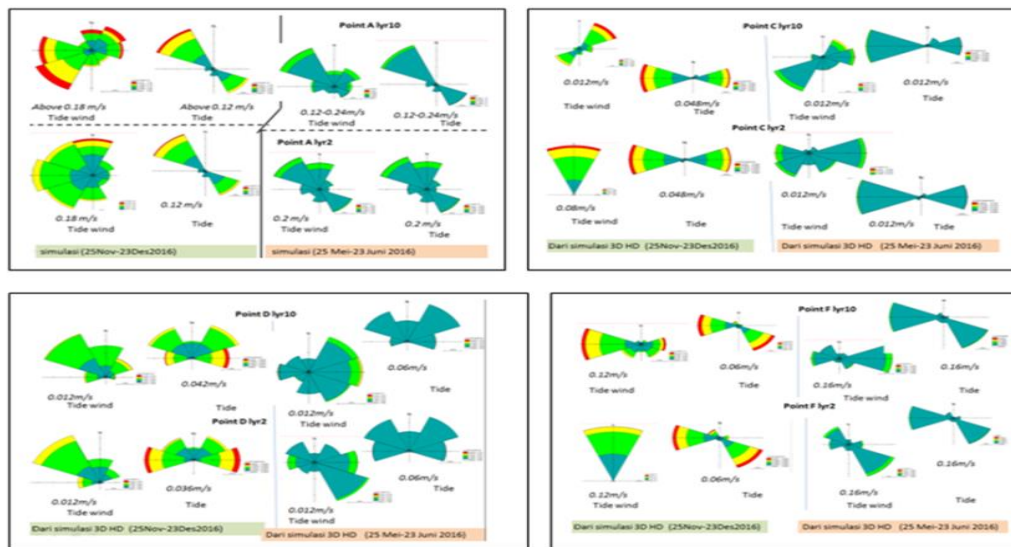 Point A lyr10
Above 0.18 m/s
Tide wind
Above 0.12 m/s
Tide
0.12-0.24m/s
Tide wind
0.12-0.24m/s
Tide
Point A lyr2
0.18 m/s
Tide wind
0.12 m/s
Tide
0.2 m/s
Tide wind
0.2 m/s
Tide
simulasi (25Nov-23Des2016)
simulasi (25 Mei-23 Juni 2016)
Point C lyr10
0.012m/s
Tide wind
0.048m/s
Tide
0.012m/s
Tide wind
0.012m/s
Tide
Point C lyr2
0.08m/s
Tide wind
0.048m/s
Tide
0.012m/s
Tide wind
0.012m/s
Tide
Dari simulasi 3D HD (25Nov-23Des2016)
Dari simulasi 3D HD (25 Mei-23 Juni 2016)
Point D lyr10
0.012m/s
Tide wind
0.042m/s
Tide
0.012m/s
Tide wind
0.06m/s
Tide
Point D lyr2
0.012m/s
Tide wind
0.036m/s
Tide
0.012m/s
Tide wind
0.06m/s
Tide
Dari simulasi 3D HD (25Nov-23Des2016)
Dari simulasi 3D HD (25 Mei-23 Juni 2016)
Point F lyr10
0.12m/s
Tide wind
0.06m/s
Tide
0.16m/s
Tide wind
0.16m/s
Tide
Point F lyr2
0.12m/s
Tide wind
0.06m/s
Tide
0.16m/s
Tide wind
0.16m/s
Tide
Dari simulasi 3D HD (25Nov-23Des2016)
Dari simulasi 3D HD (25 Mei-23 Juni 2016)